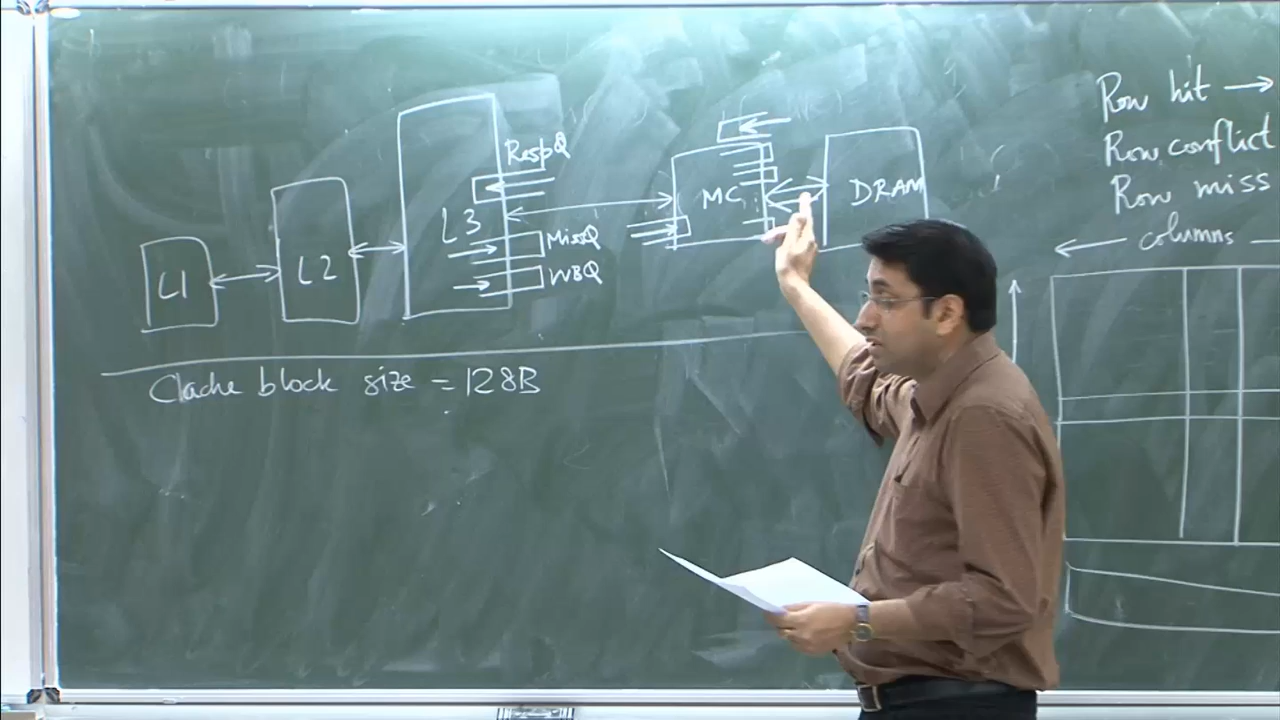 L1
L2
L3
RespQ
MissQ
WBQ
MC
DRAM
Cache block size = 128B
Row hit →
Row conflict
Row miss
← columns